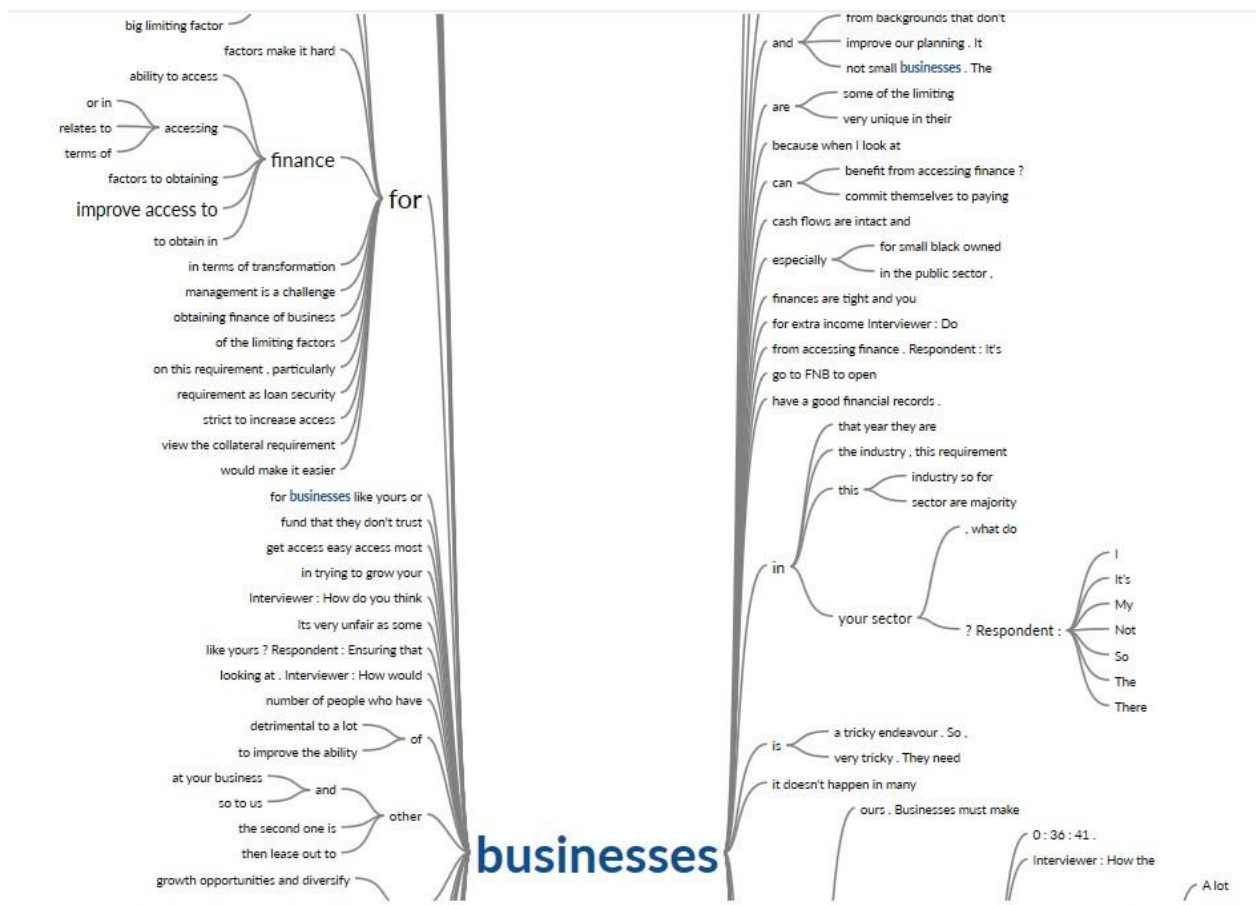 big limiting factor
factors make it hard
ability to access
or in
relates to
terms of
accessing
factors to obtaining
improve access to
to obtain in
finance
in terms of transformation
management is a challenge
obtaining finance of business
of the limiting factors
on this requirement , particularly
requirement as loan security
strict to increase access
view the collateral requirement
would make it easier
for
for businesses like yours or
fund that they don't trust
get access easy access most
in trying to grow your
Interviewer : How do you think
Its very unfair as some
like yours ? Respondent : Ensuring that
looking at . Interviewer : How would
number of people who have
detrimental to a lot
to improve the ability
of
at your business
so to us
and
the second one is
then lease out to
other
growth opportunities and diversify
businesses
and
from backgrounds that don't
improve our planning . It
not small businesses . The
are
some of the limiting
very unique in their
because when I look at
can
benefit from accessing finance ?
commit themselves to paying
cash flows are intact and
especially
for small black owned
in the public sector .
finances are tight and you
for extra income Interviewer : Do
from accessing finance . Respondent : It's
go to FNB to open
have a good financial records .
in
that year they are
the industry , this requirement
this
industry so for
sector are majority
your sector
, what do
? Respondent :
I
It's
My
Not
So
The
There
is
a tricky endeavour . So ,
very tricky . They need
it doesn't happen in many
ours . Businesses must make
0 : 36 : 41 .
Interviewer : How the
A lot